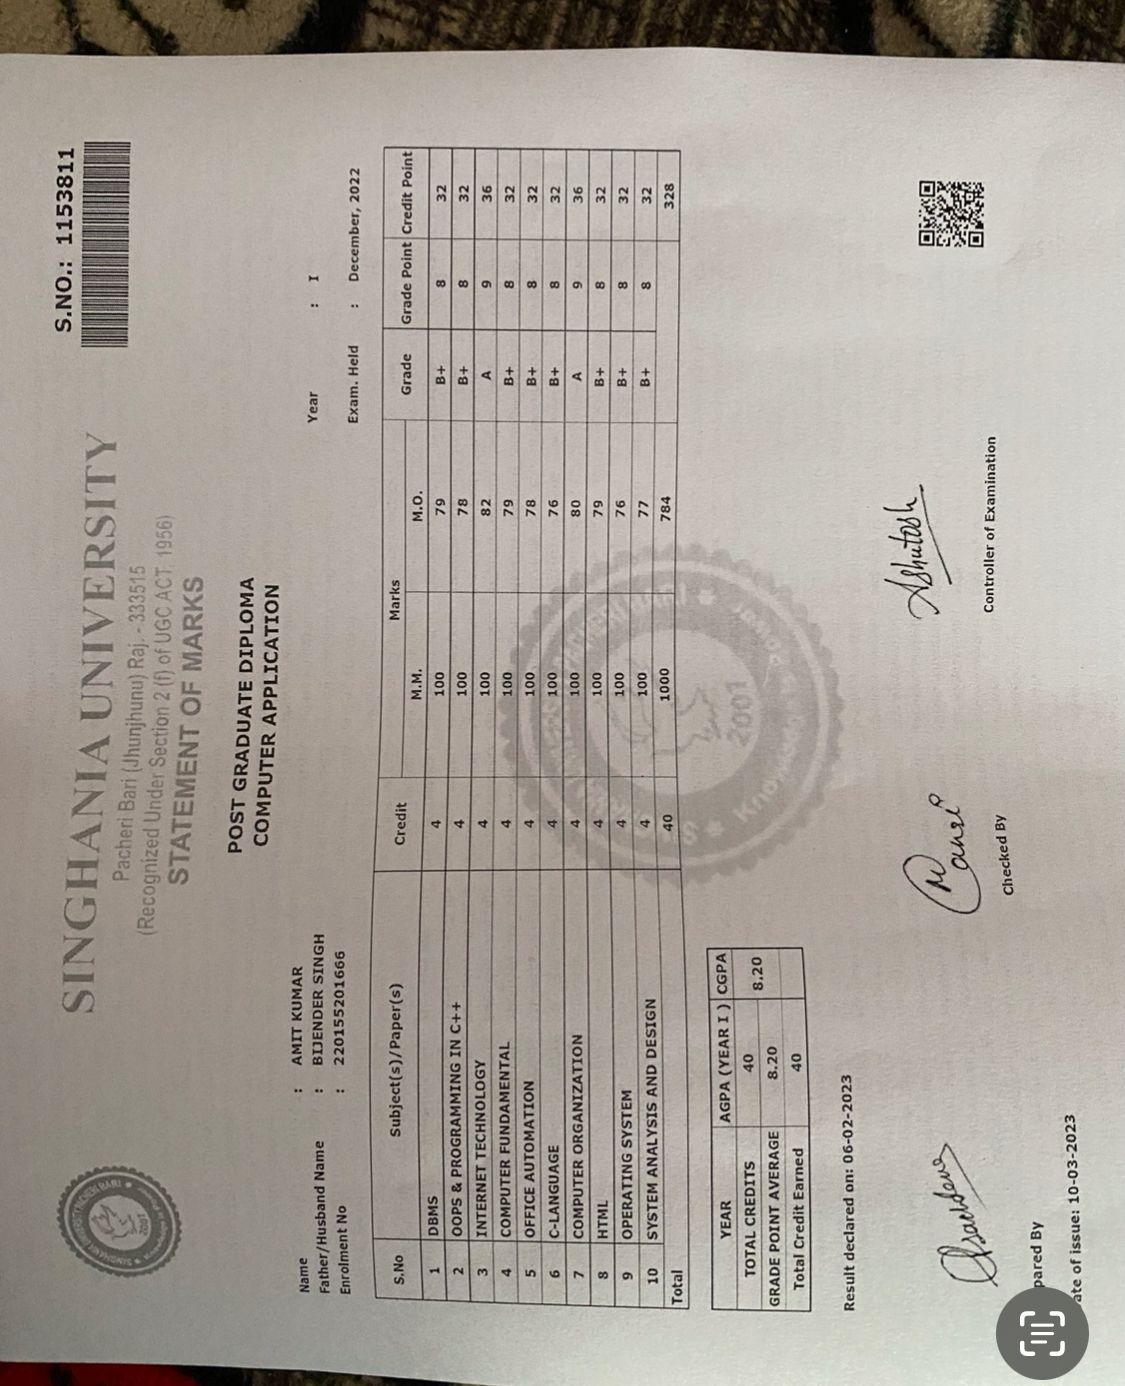 S.NO.: 1153811
SINGHANIA UNIVERSITY
Pacheri Bari (Jhunjhunu) Raj. - 333515
(Recognized Under Section 2 (f) of UGC ACT, 1956)
STATEMENT OF MARKS
POST GRADUATE DIPLOMA
COMPUTER APPLICATION
Name : AMIT KUMAR Year : I
Father/Husband Name : BIJENDER SINGH
Enrolment No : 220155201666 Exam. Held : December, 2022
S.No Subject(s)/Paper(s) Credit Marks Grade Grade Point Credit Point
M.M. M.O.
1 DBMS 4 100 79 B+ 8 32
2 OOPS & PROGRAMMING IN C++ 4 100 78 B+ 8 32
3 INTERNET TECHNOLOGY 4 100 82 A 9 36
4 COMPUTER FUNDAMENTAL 4 100 79 B+ 8 32
5 OFFICE AUTOMATION 4 100 78 B+ 8 32
6 C-LANGUAGE 4 100 76 B+ 8 32
7 COMPUTER ORGANIZATION 4 100 80 A 9 36
8 HTML 4 100 79 B+ 8 32
9 OPERATING SYSTEM 4 100 76 B+ 8 32
10 SYSTEM ANALYSIS AND DESIGN 4 100 77 B+ 8 32
Total 40 1000 784 328
2001
YEAR AGPA (YEAR I ) CGPA
TOTAL CREDITS 40 8.20
GRADE POINT AVERAGE 8.20
Total Credit Earned 40
Result declared on: 06-02-2023
Ashutosh
pared By Checked By Controller of Examination
ate of issue: 10-03-2023